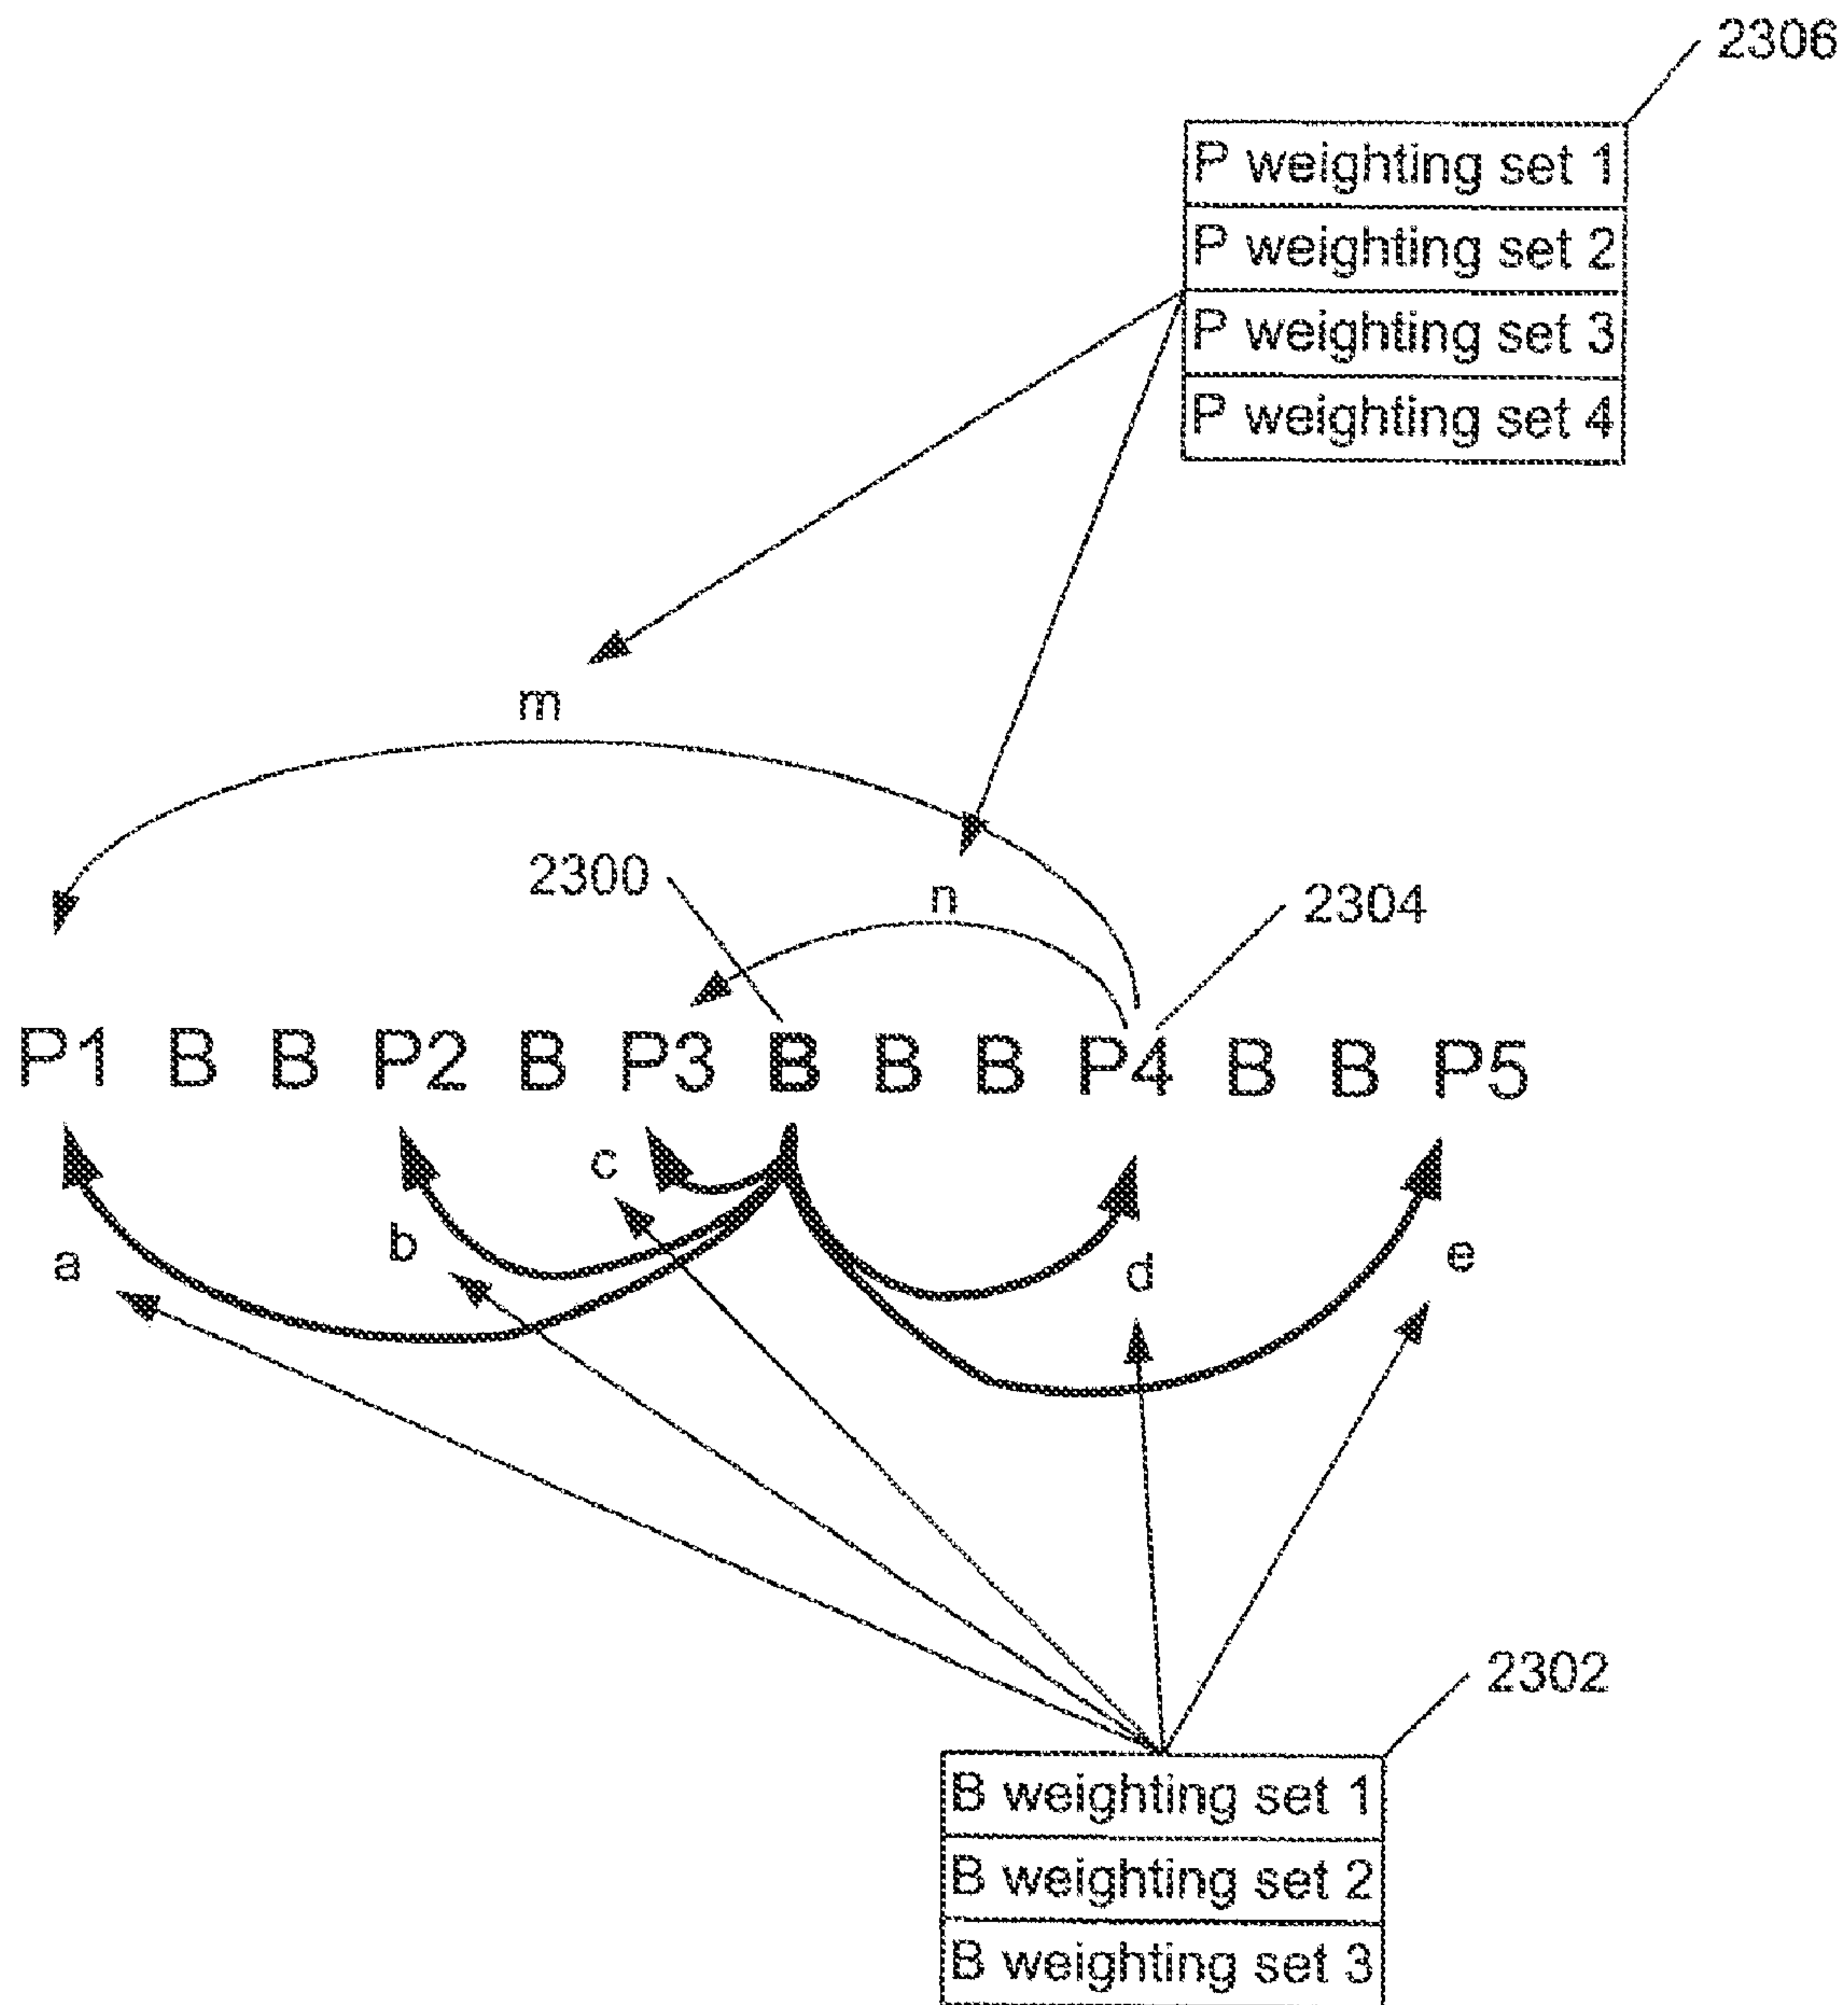 2306
P weighting set 1
P weighting set 2
P weighting set 3
P weighting set 4
m
2300
n
2304
P1 B B P2 B P3 B B B P4 B B P5
c
b
a
d
e
2302
B weighting set 1
B weighting set 2
B weighting set 3